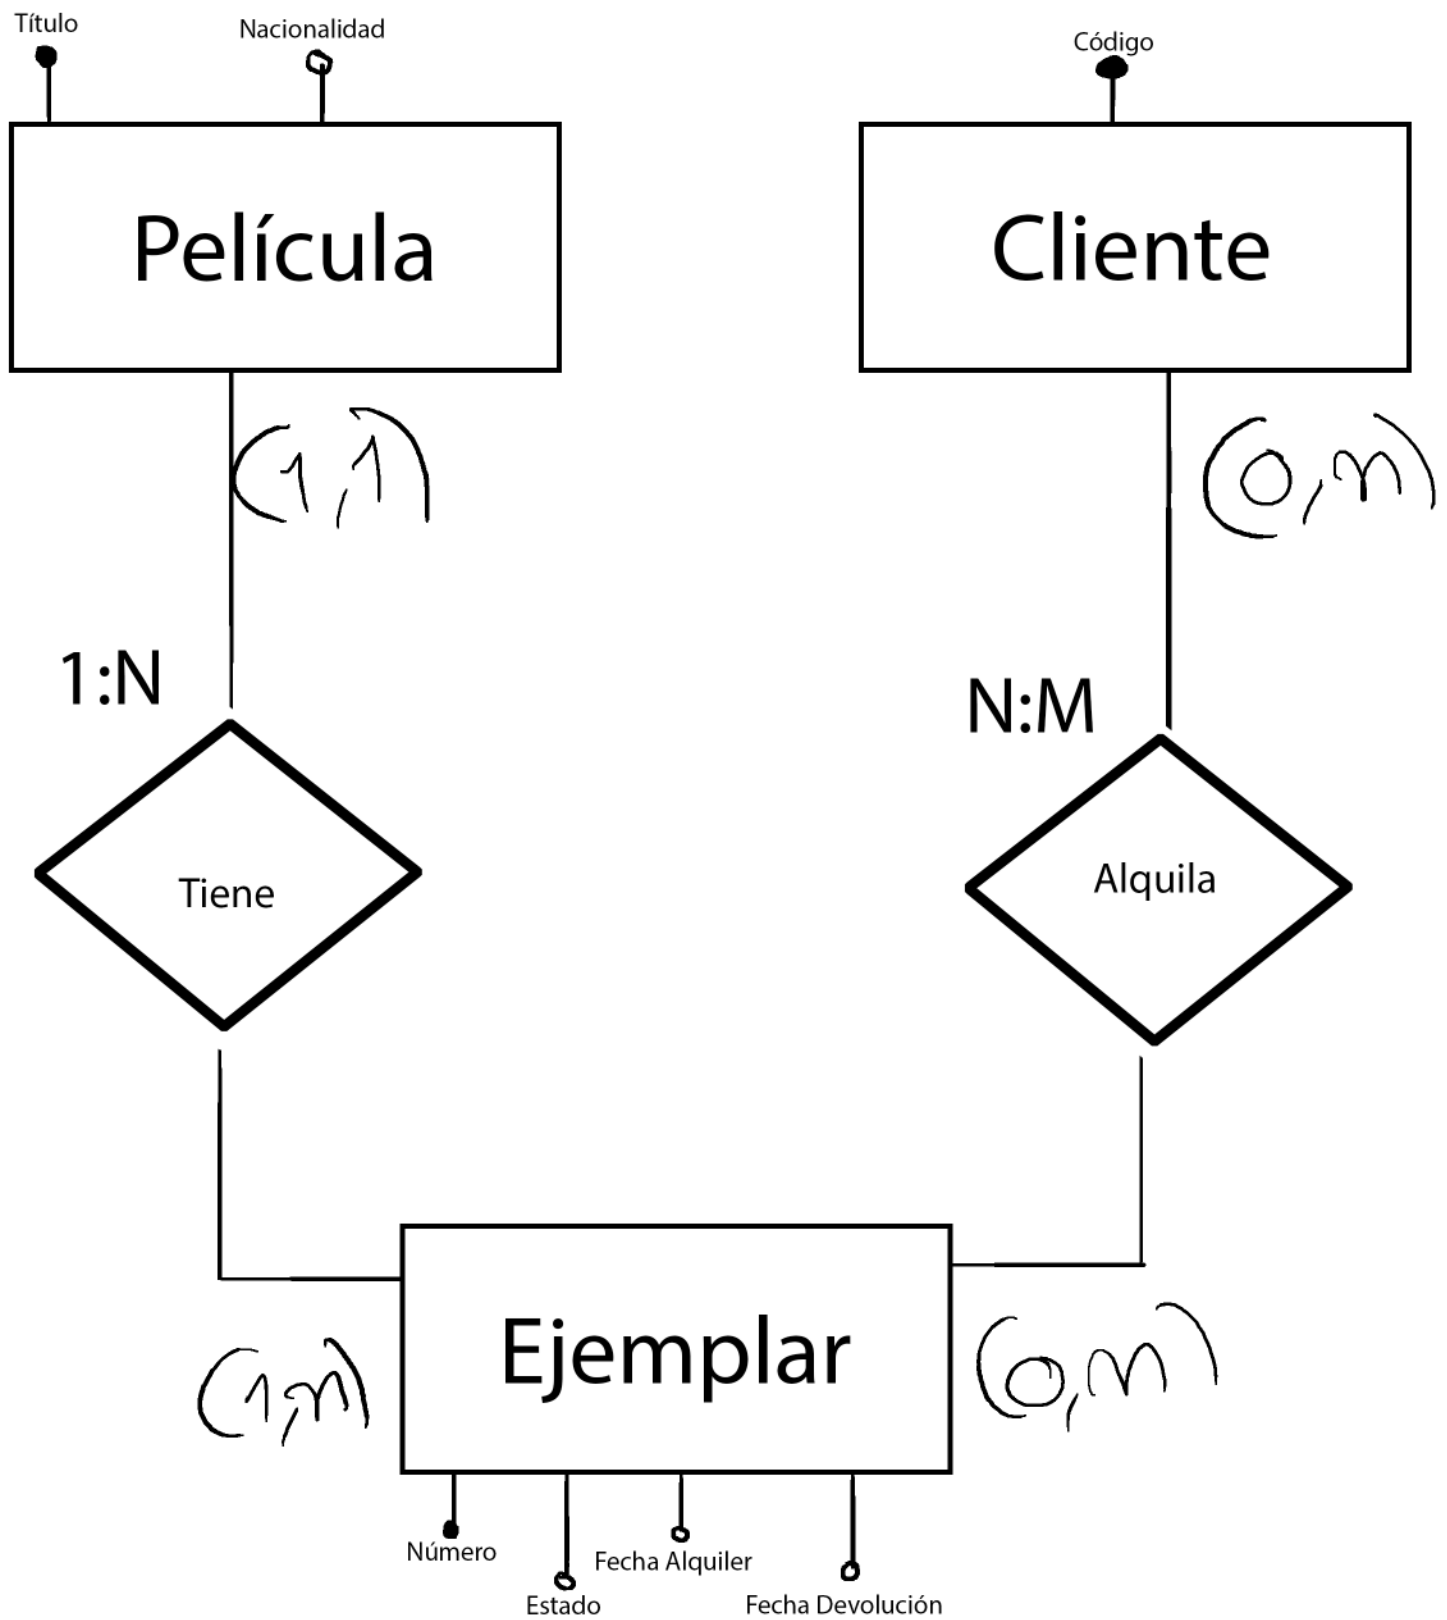 Título
Nacionalidad
Código
Película
Cliente
(1,1)
(0,n)
1:N
N:M
Tiene
Alquila
(1,n)
Ejemplar
(0,n)
Número
Estado
Fecha Alquiler
Fecha Devolución